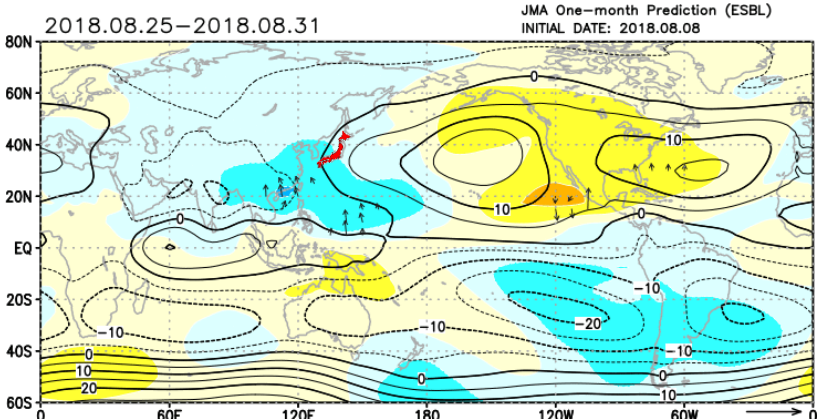 JMA One-month Prediction (ESBL)
2018.08.25-2018.08.31
INITIAL DATE: 2018.08.08
80N
0
60N
10
40N
20N
0
10
0
EQ
-10
20S
-10
-10
-20
40S
-10
0
10
0
0
20
10
60S
0
60E
120E
180
120W
60W
0